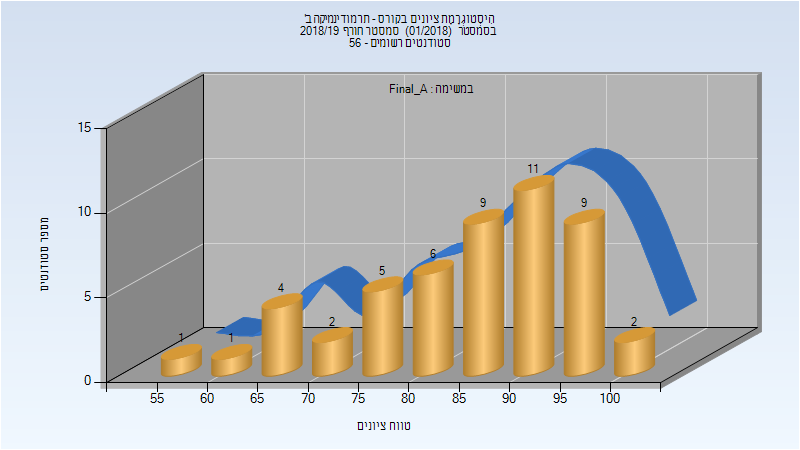 היסטוגרמת ציונים בקורס - תרמודינמיקה ב'
בסמסטר (01/2018) סמסטר חורף 2018/19
סטודנטים רשומים - 56
במשימה : Final_A
מספר סטודנטים
15
10
5
0
1
1
4
2
5
6
9
11
9
2
55 60 65 70 75 80 85 90 95 100
טווח ציונים